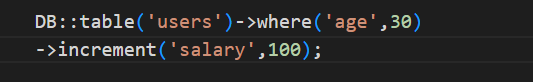 DB::table('users')->where('age',30)
->increment('salary',100);